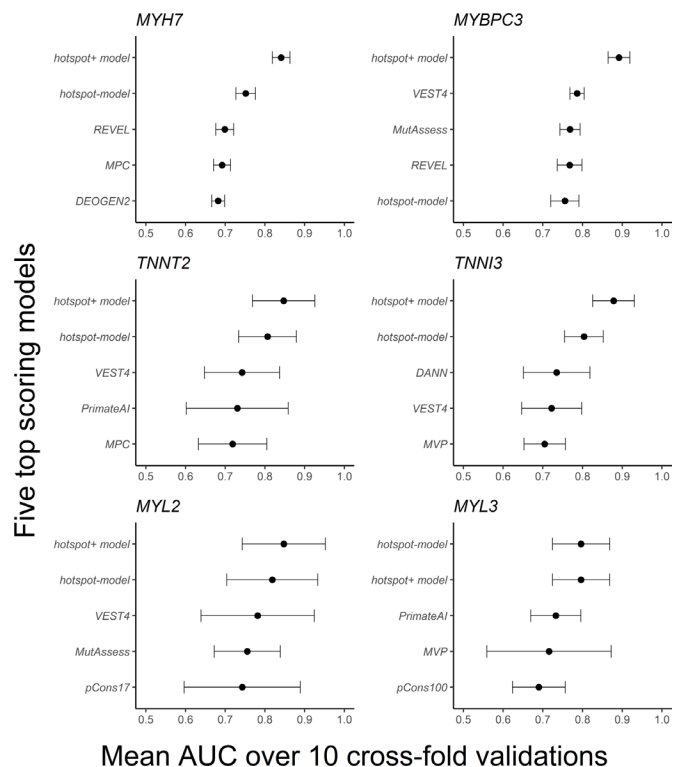 MYH7
hotspot+ model
hotspot-model
REVEL
MPC
DEOGEN2
0.5 0.6 0.7 0.8 0.9 1.0
MYBPC3
hotspot+ model
VEST4
MutAssess
REVEL
hotspot-model
0.5 0.6 0.7 0.8 0.9 1.0
TNNT2
hotspot+ model
hotspot-model
VEST4
PrimateAI
MPC
0.5 0.6 0.7 0.8 0.9 1.0
TNNI3
hotspot+ model
hotspot-model
DANN
VEST4
MVP
0.5 0.6 0.7 0.8 0.9 1.0
MYL2
hotspot+ model
hotspot-model
VEST4
MutAssess
pCons17
0.5 0.6 0.7 0.8 0.9 1.0
MYL3
hotspot-model
hotspot+ model
PrimateAI
MVP
pCons100
0.5 0.6 0.7 0.8 0.9 1.0
Five top scoring models
Mean AUC over 10 cross-fold validations